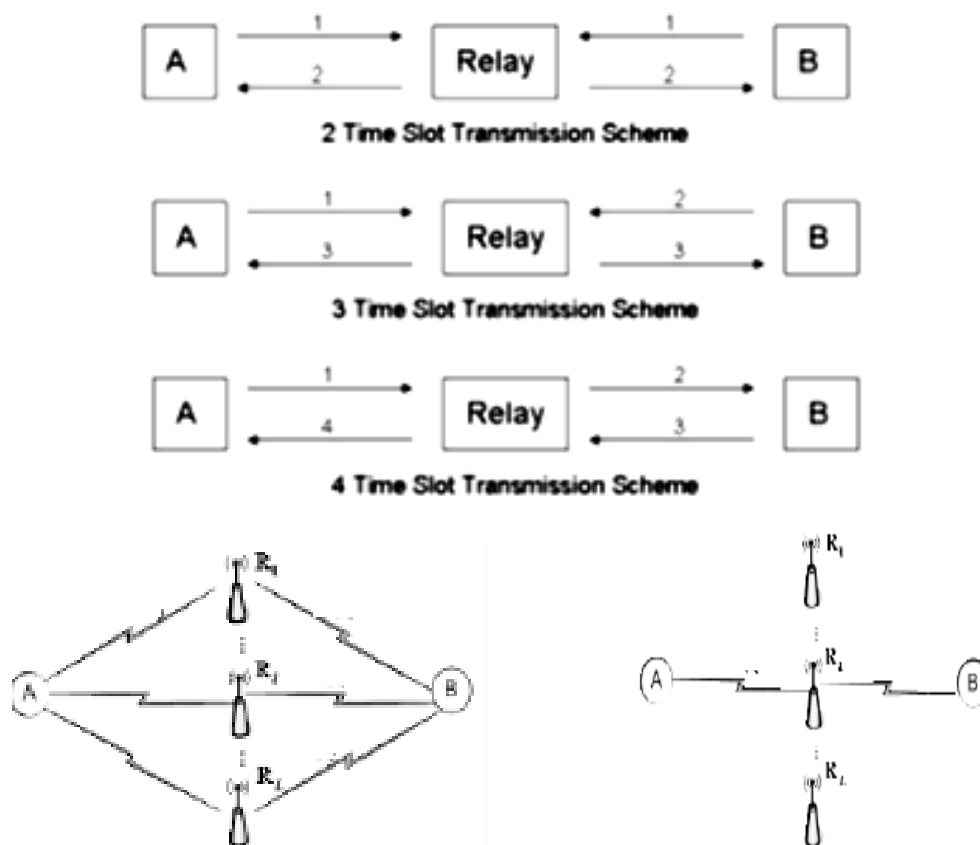 A 1 Relay 1 B
2 2
2 Time Slot Transmission Scheme
A 1 Relay 2 B
3 3
3 Time Slot Transmission Scheme
A 1 Relay 2 B
4 3
4 Time Slot Transmission Scheme
A B
A B